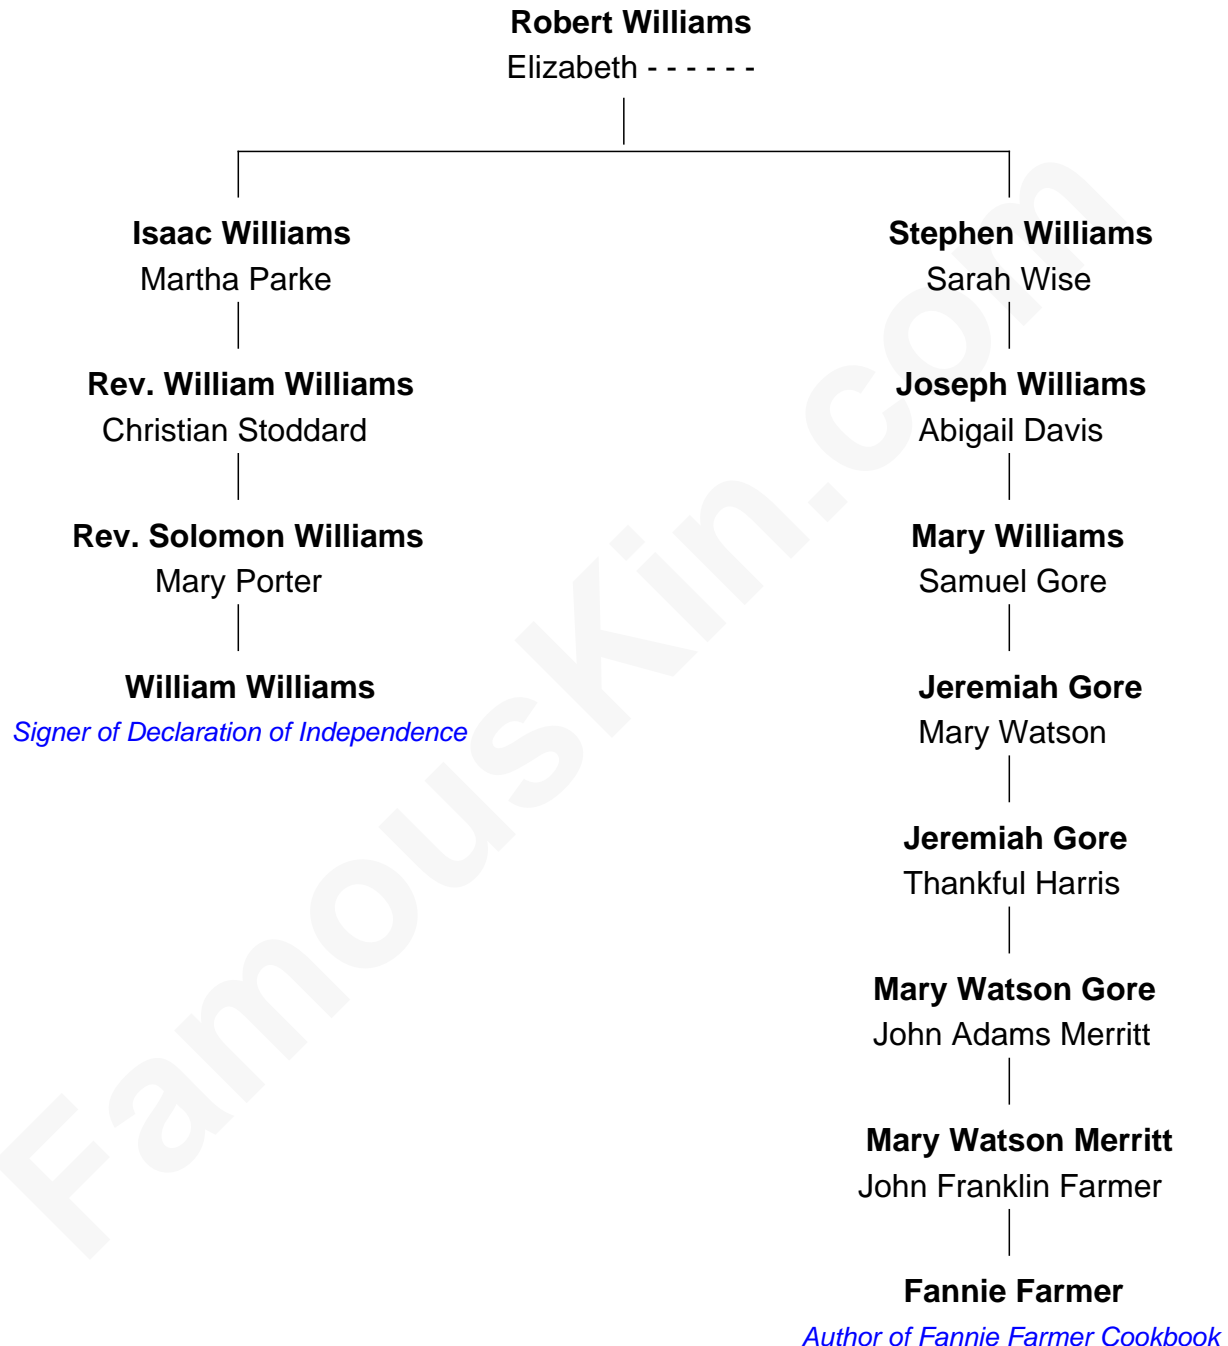 Robert Williams
Elizabeth - - - - - -
Isaac Williams
Martha Parke
Rev. William Williams
Christian Stoddard
Rev. Solomon Williams
Mary Porter
William Williams
Signer of Declaration of Independence
Stephen Williams
Sarah Wise
Joseph Williams
Abigail Davis
Mary Williams
Samuel Gore
Jeremiah Gore
Mary Watson
Jeremiah Gore
Thankful Harris
Mary Watson Gore
John Adams Merritt
Mary Watson Merritt
John Franklin Farmer
Fannie Farmer
Author of Fannie Farmer Cookbook
FamousKin.com